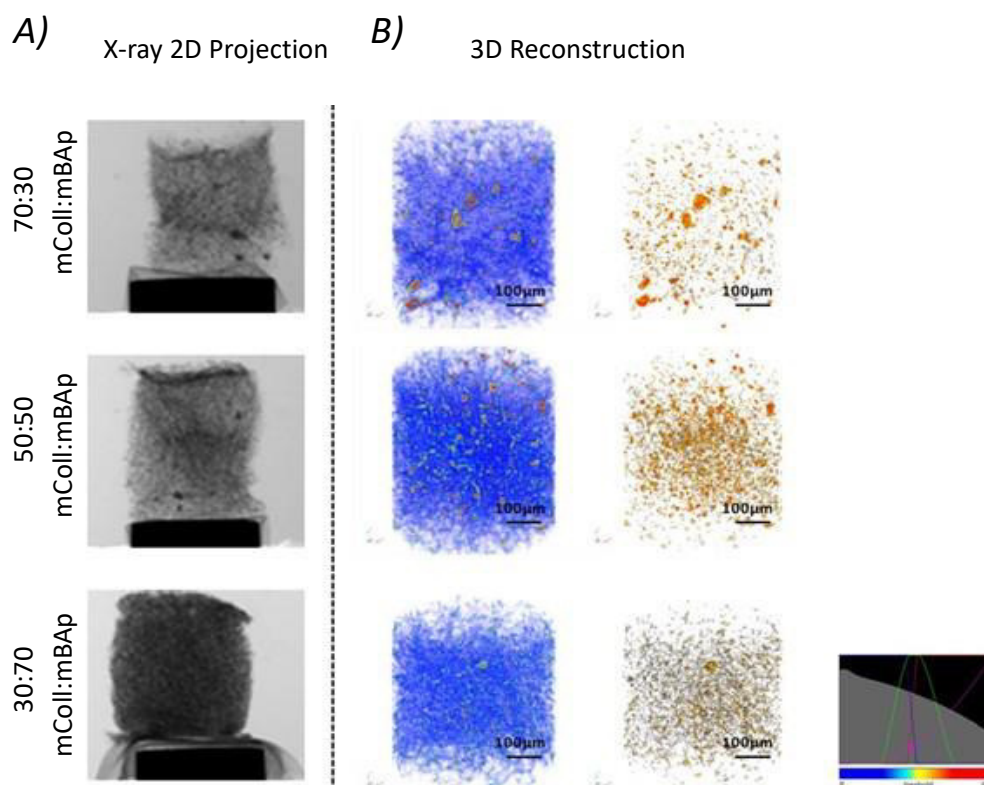 A)
X-ray 2D Projection
B)
3D Reconstruction
70:30
mColl:mBAp
100μm
100μm
50:50
mColl:mBAp
100μm
100μm
30:70
mColl:mBAp
100μm
100μm